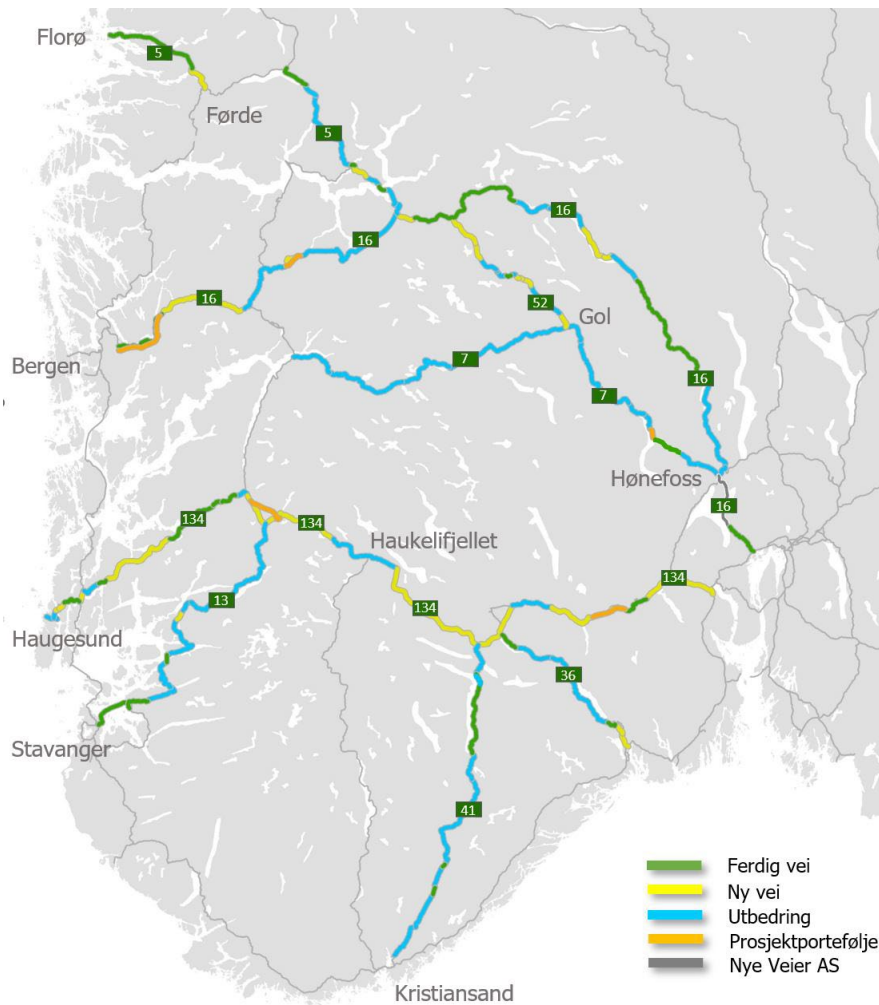 Florø
5
Førde
5
16
16
16
52
Gol
Bergen
7
16
7
Hønefoss
16
134
134
Haukelifjellet
134
13
134
Haugesund
36
Stavanger
41
Ferdig vei
Ny vei
Utbedring
Prosjektportefølje
Nye Veier AS
Kristiansand